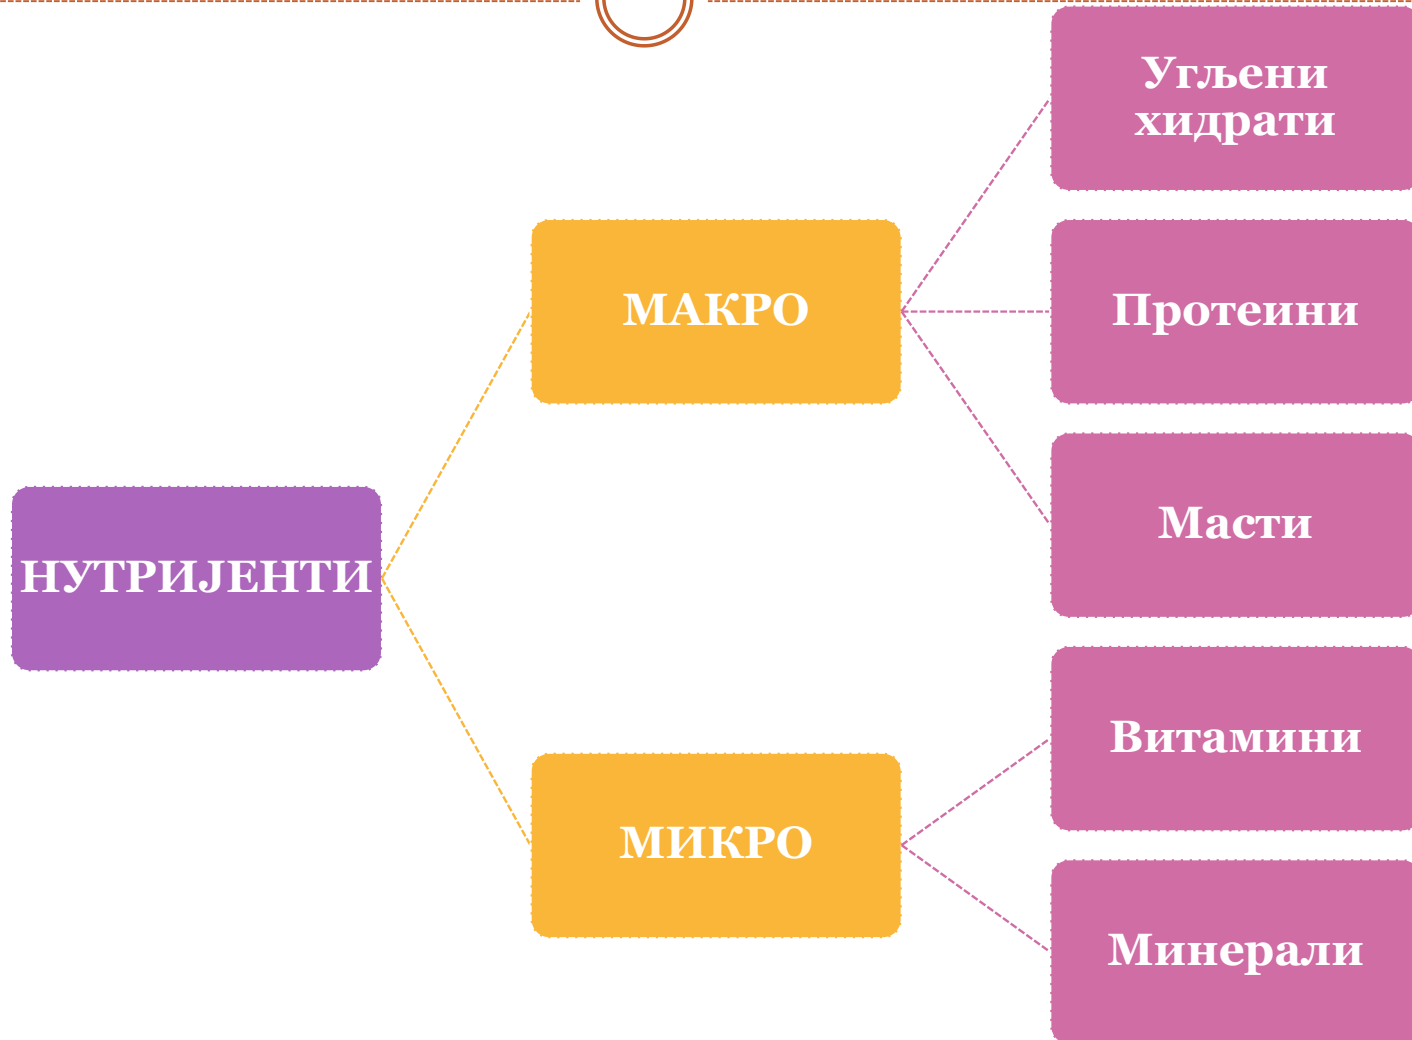 Угљени
хидрати
МАКРО
Протеини
Масти
НУТРИЈЕНТИ
Витамини
МИКРО
Минерали